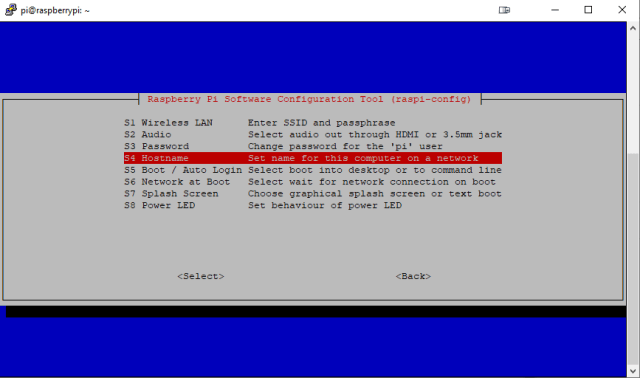 pi@raspberrypi: ~
Raspberry Pi Software Configuration Tool (raspi-config)
S1 Wireless LAN Enter SSID and passphrase
S2 Audio Select audio out through HDMI or 3.5mm jack
S3 Password Change password for the 'pi' user
S4 Hostname Set name for this computer on a network
S5 Boot / Auto Login Select boot into desktop or to command line
S6 Network at Boot Select wait for network connection on boot
S7 Splash Screen Choose graphical splash screen or text boot
S8 Power LED Set behaviour of power LED
<Select> <Back>